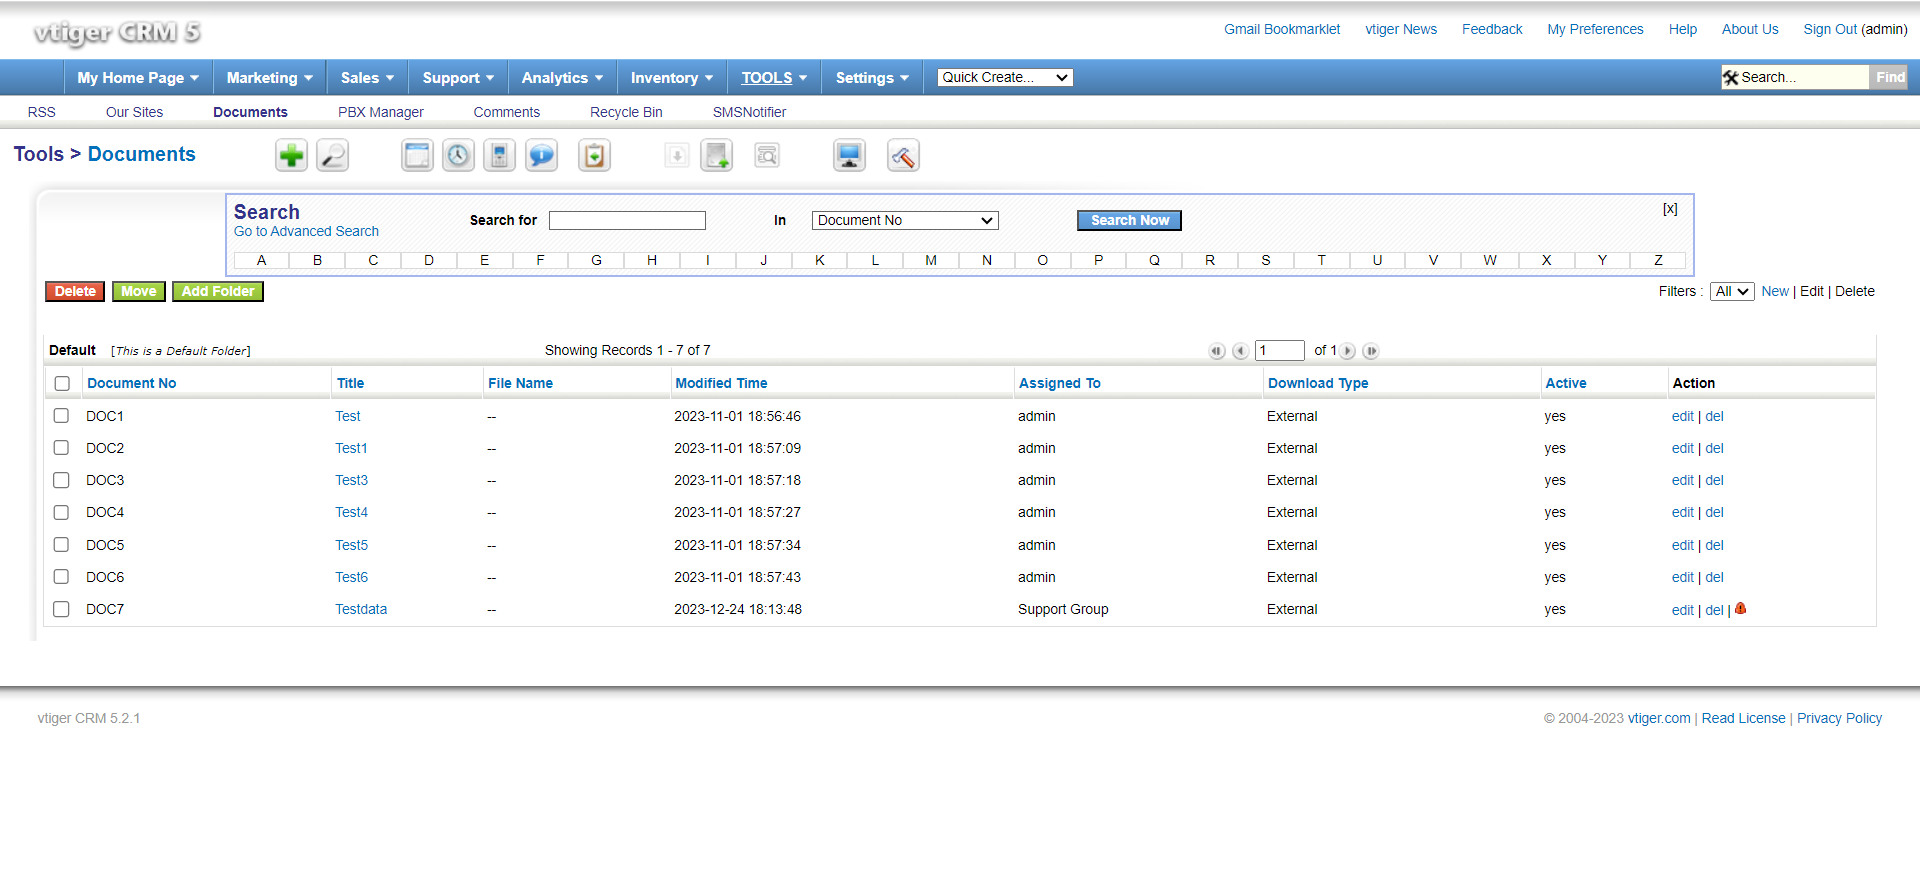 vtiger CRM 5
Gmail Bookmarklet vtiger News Feedback My Preferences Help About Us Sign Out (admin)
My Home Page Marketing Sales Support Analytics Inventory TOOLS Settings Quick Create... Search... Find
RSS Our Sites Documents PBX Manager Comments Recycle Bin SMSNotifier
Tools > Documents
Search
Go to Advanced Search
Search for In Document No Search Now [x]
A B C D E F G H I J K L M N O P Q R S T U V W X Y Z
Delete Move Add Folder Filters : All New | Edit | Delete
Default [This is a Default Folder] Showing Records 1 - 7 of 7 1 of 1
Document No Title File Name Modified Time Assigned To Download Type Active Action
DOC1 Test -- 2023-11-01 18:56:46 admin External yes edit | del
DOC2 Test1 -- 2023-11-01 18:57:09 admin External yes edit | del
DOC3 Test3 -- 2023-11-01 18:57:18 admin External yes edit | del
DOC4 Test4 -- 2023-11-01 18:57:27 admin External yes edit | del
DOC5 Test5 -- 2023-11-01 18:57:34 admin External yes edit | del
DOC6 Test6 -- 2023-11-01 18:57:43 admin External yes edit | del
DOC7 Testdata -- 2023-12-24 18:13:48 Support Group External yes edit | del |
vtiger CRM 5.2.1 © 2004-2023 vtiger.com | Read License | Privacy Policy